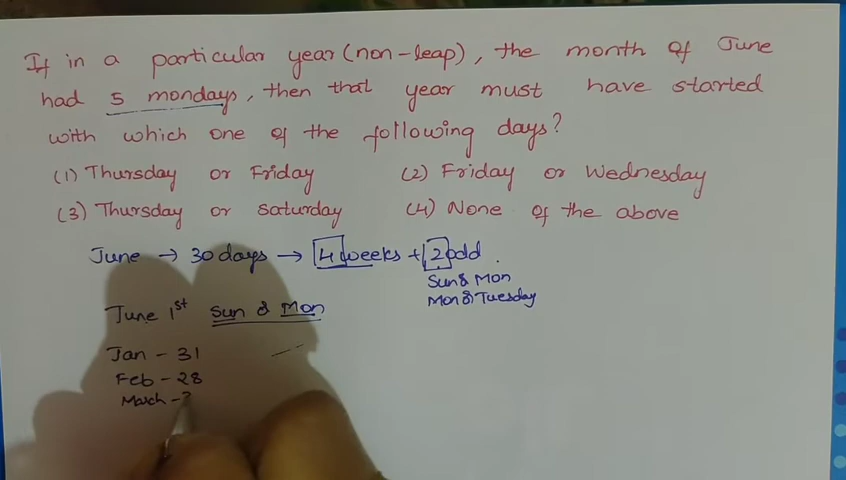 If in a particular year (non-leap), the month of June
had 5 mondays, then that year must have started
with which one of the following days?
(1) Thursday or Friday (2) Friday or Wednesday
(3) Thursday or Saturday (4) None of the above
June → 30 days → 4 weeks + 2 odd.
Sun & Mon
Mon & Tuesday
June 1st Sun & Mon
Jan - 31
Feb - 28
March -